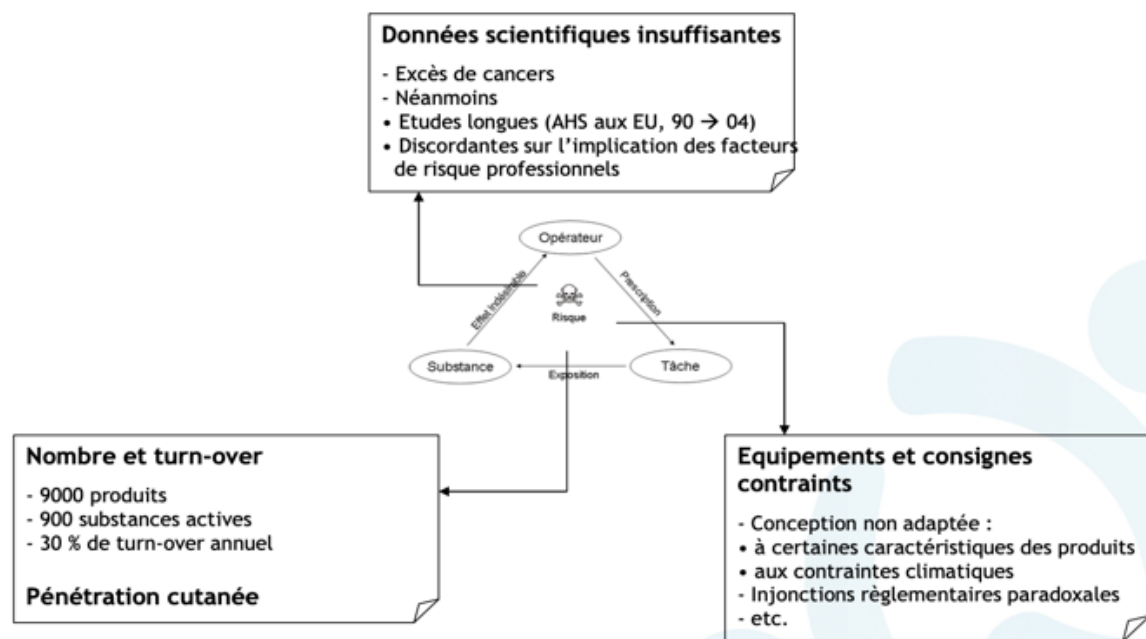 Données scientifiques insuffisantes
- Excès de cancers
- Néanmoins
• Etudes longues (AHS aux EU, 90 → 04)
• Discordantes sur l'implication des facteurs
de risque professionnels
Opérateur
Effet indésirable
Prescription
Risque
Substance
Exposition
Tâche
Nombre et turn-over
- 9000 produits
- 900 substances actives
- 30 % de turn-over annuel
Pénétration cutanée
Equipements et consignes
contraints
- Conception non adaptée :
• à certaines caractéristiques des produits
• aux contraintes climatiques
- Injonctions règlementaires paradoxales
- etc.